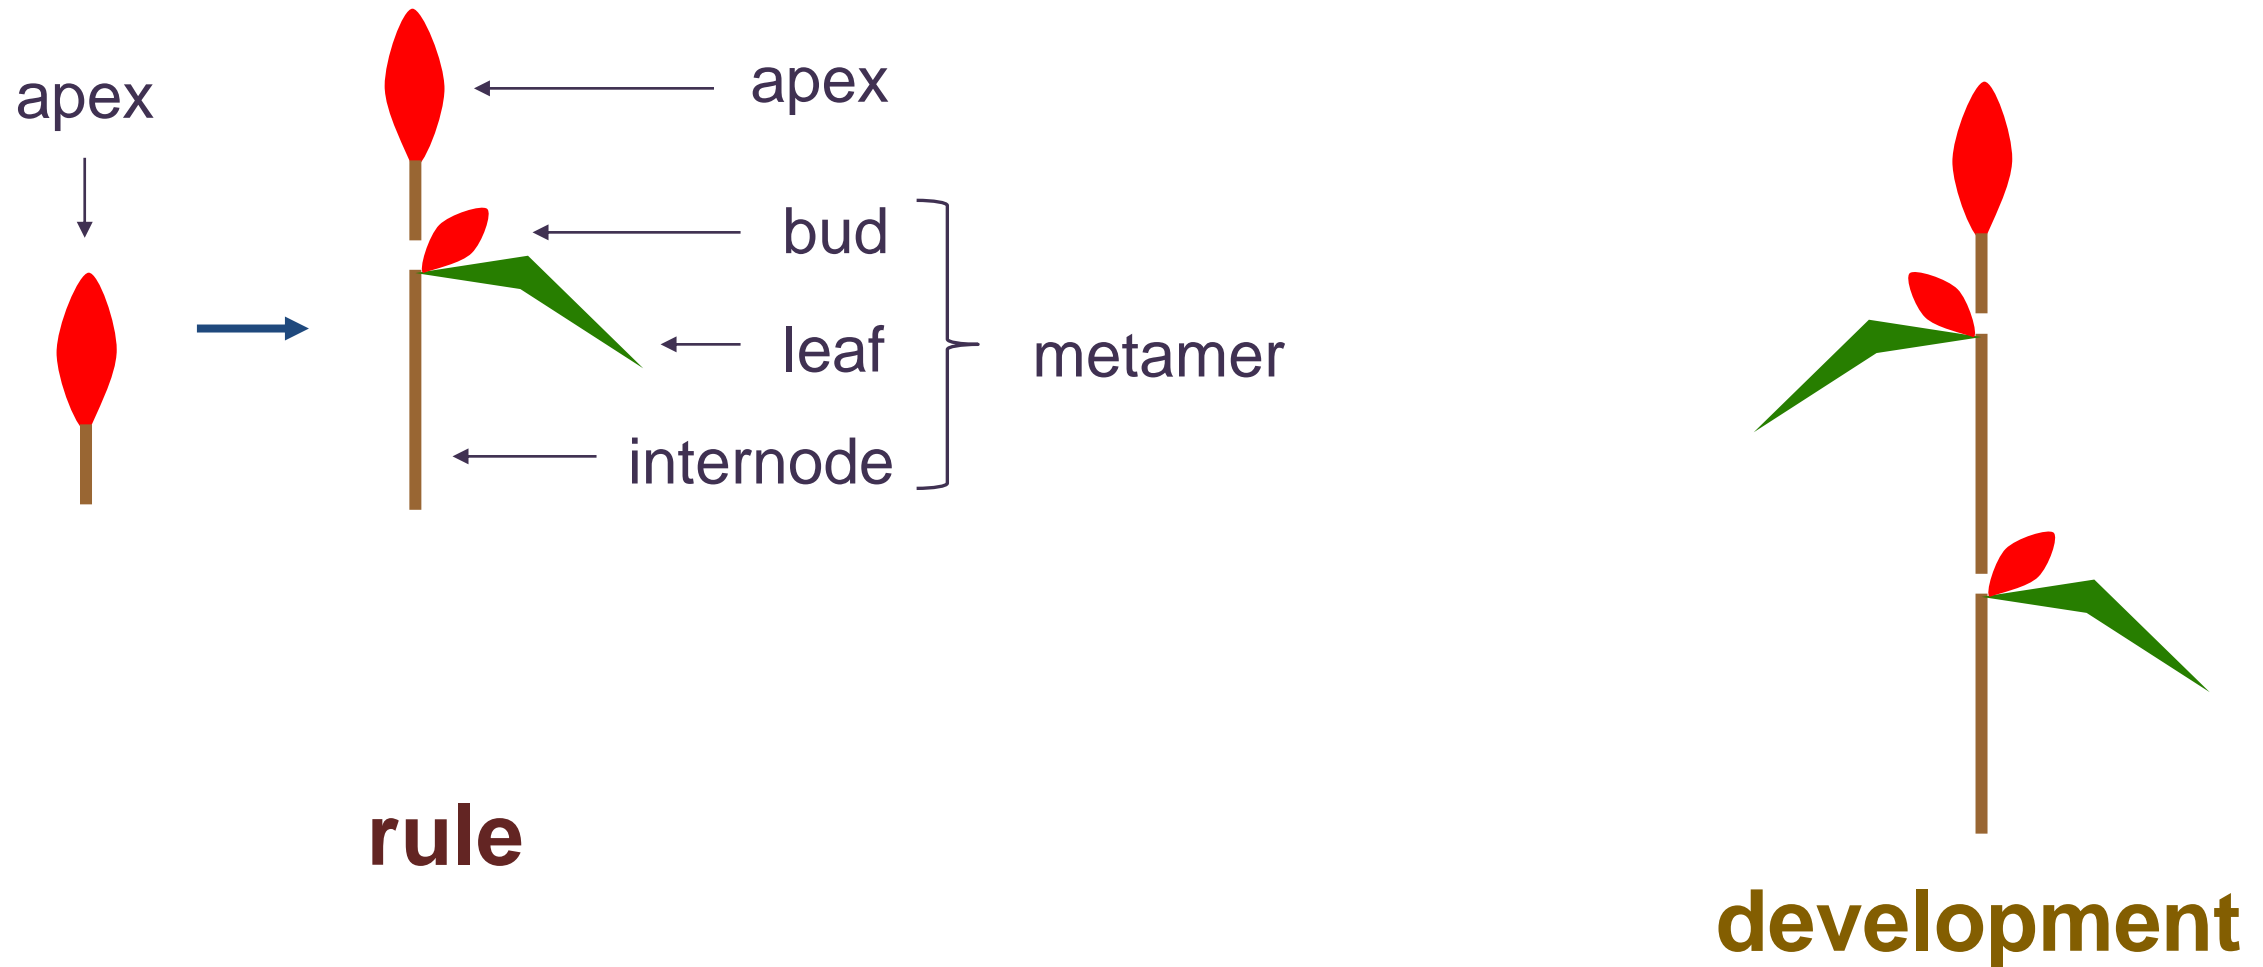 apex
apex
bud
leaf
internode
metamer
rule
development